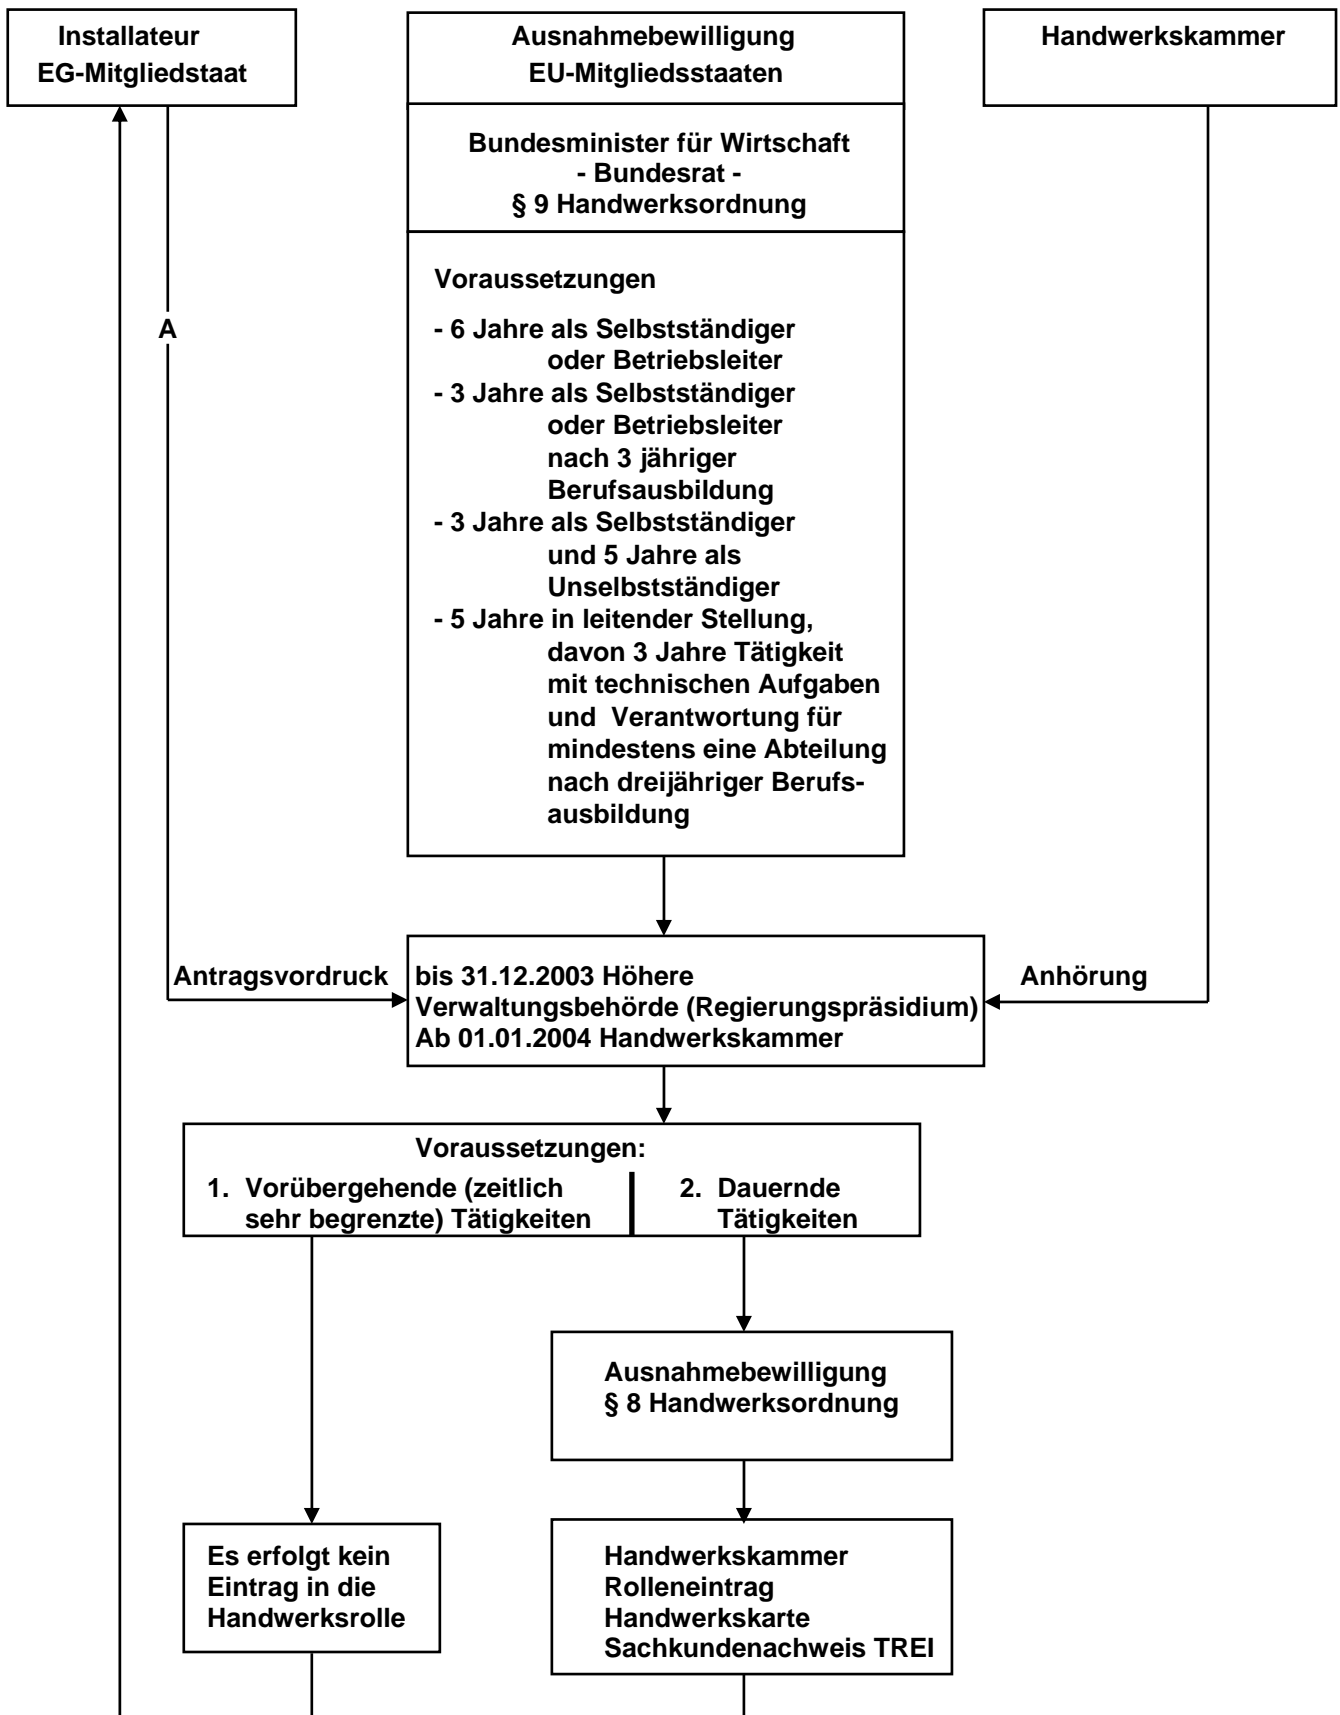 Installateur
EG-Mitgliedstaat
Ausnahmebewilligung
EU-Mitgliedsstaaten
Handwerkskammer
Bundesminister für Wirtschaft
- Bundesrat -
§ 9 Handwerksordnung
Voraussetzungen
- 6 Jahre als Selbstständiger
oder Betriebsleiter
- 3 Jahre als Selbstständiger
oder Betriebsleiter
nach 3 jähriger
Berufsausbildung
- 3 Jahre als Selbstständiger
und 5 Jahre als
Unselbstständiger
- 5 Jahre in leitender Stellung,
davon 3 Jahre Tätigkeit
mit technischen Aufgaben
und Verantwortung für
mindestens eine Abteilung
nach dreijähriger Berufs-
ausbildung
A
Antragsvordruck
bis 31.12.2003 Höhere
Verwaltungsbehörde (Regierungspräsidium)
Ab 01.01.2004 Handwerkskammer
Anhörung
Voraussetzungen:
1. Vorübergehende (zeitlich
sehr begrenzte) Tätigkeiten
2. Dauernde
Tätigkeiten
Ausnahmebewilligung
§ 8 Handwerksordnung
Es erfolgt kein
Eintrag in die
Handwerksrolle
Handwerkskammer
Rolleneintrag
Handwerkskarte
Sachkundenachweis TREI